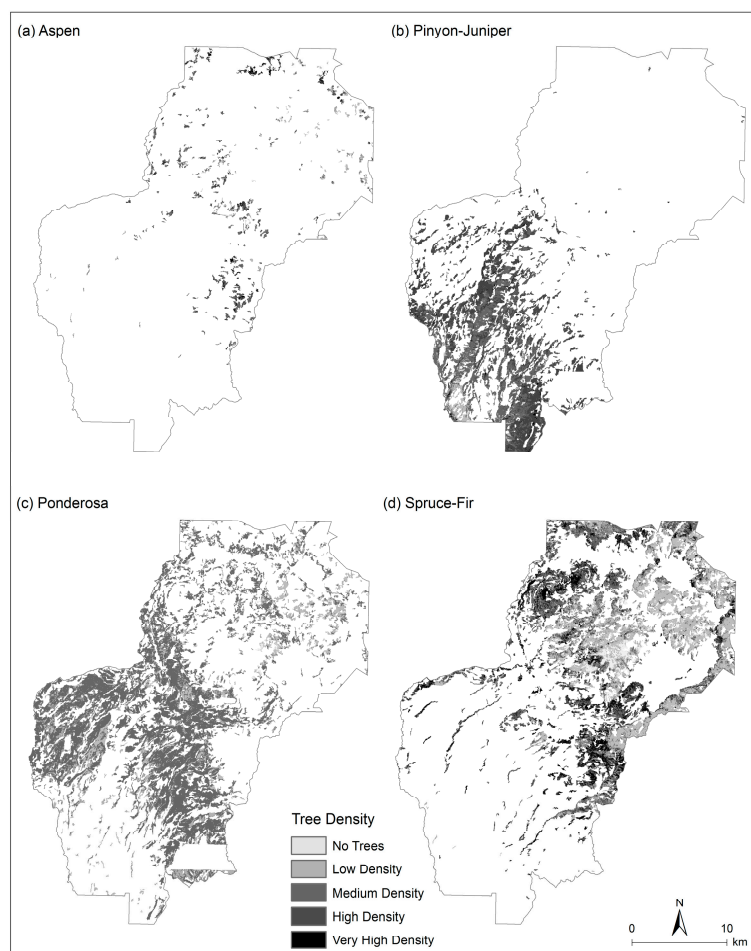 (a) Aspen
(b) Pinyon-Juniper
(c) Ponderosa
(d) Spruce-Fir
Tree Density
No Trees
Low Density
Medium Density
High Density
Very High Density
N
0 10
km